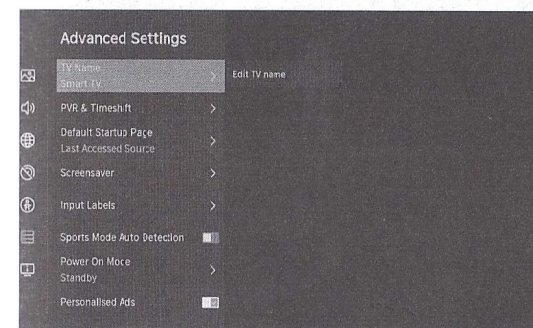 Advanced Settings
TV Name
Smart TV
Edit TV name
PVR & Timeshift
Default Startup Page
Last Accessed Source
Screensaver
Input Labels
Sports Mode Auto Detection
Power On Mode
Standby
Personalised Ads